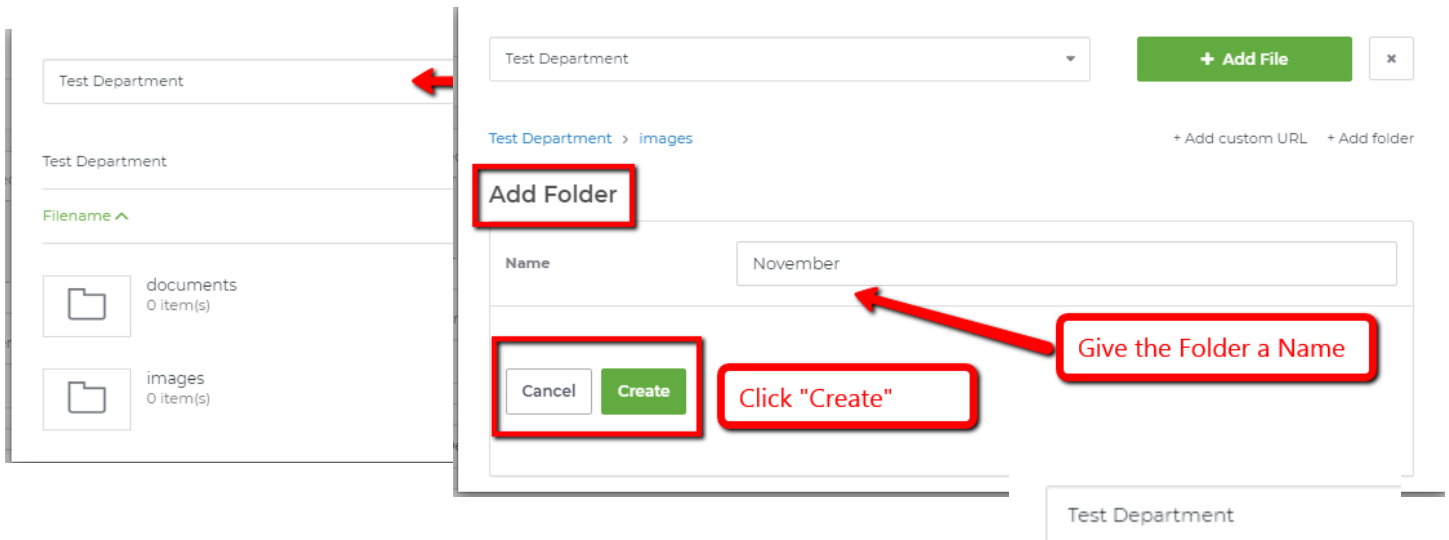 Test Department
Test Department
Filename
documents
0 item(s)
images
0 item(s)
Test Department
+ Add File
×
Test Department > images
+ Add custom URL + Add folder
Add Folder
Name
November
Give the Folder a Name
Cancel
Create
Click "Create"
Test Department